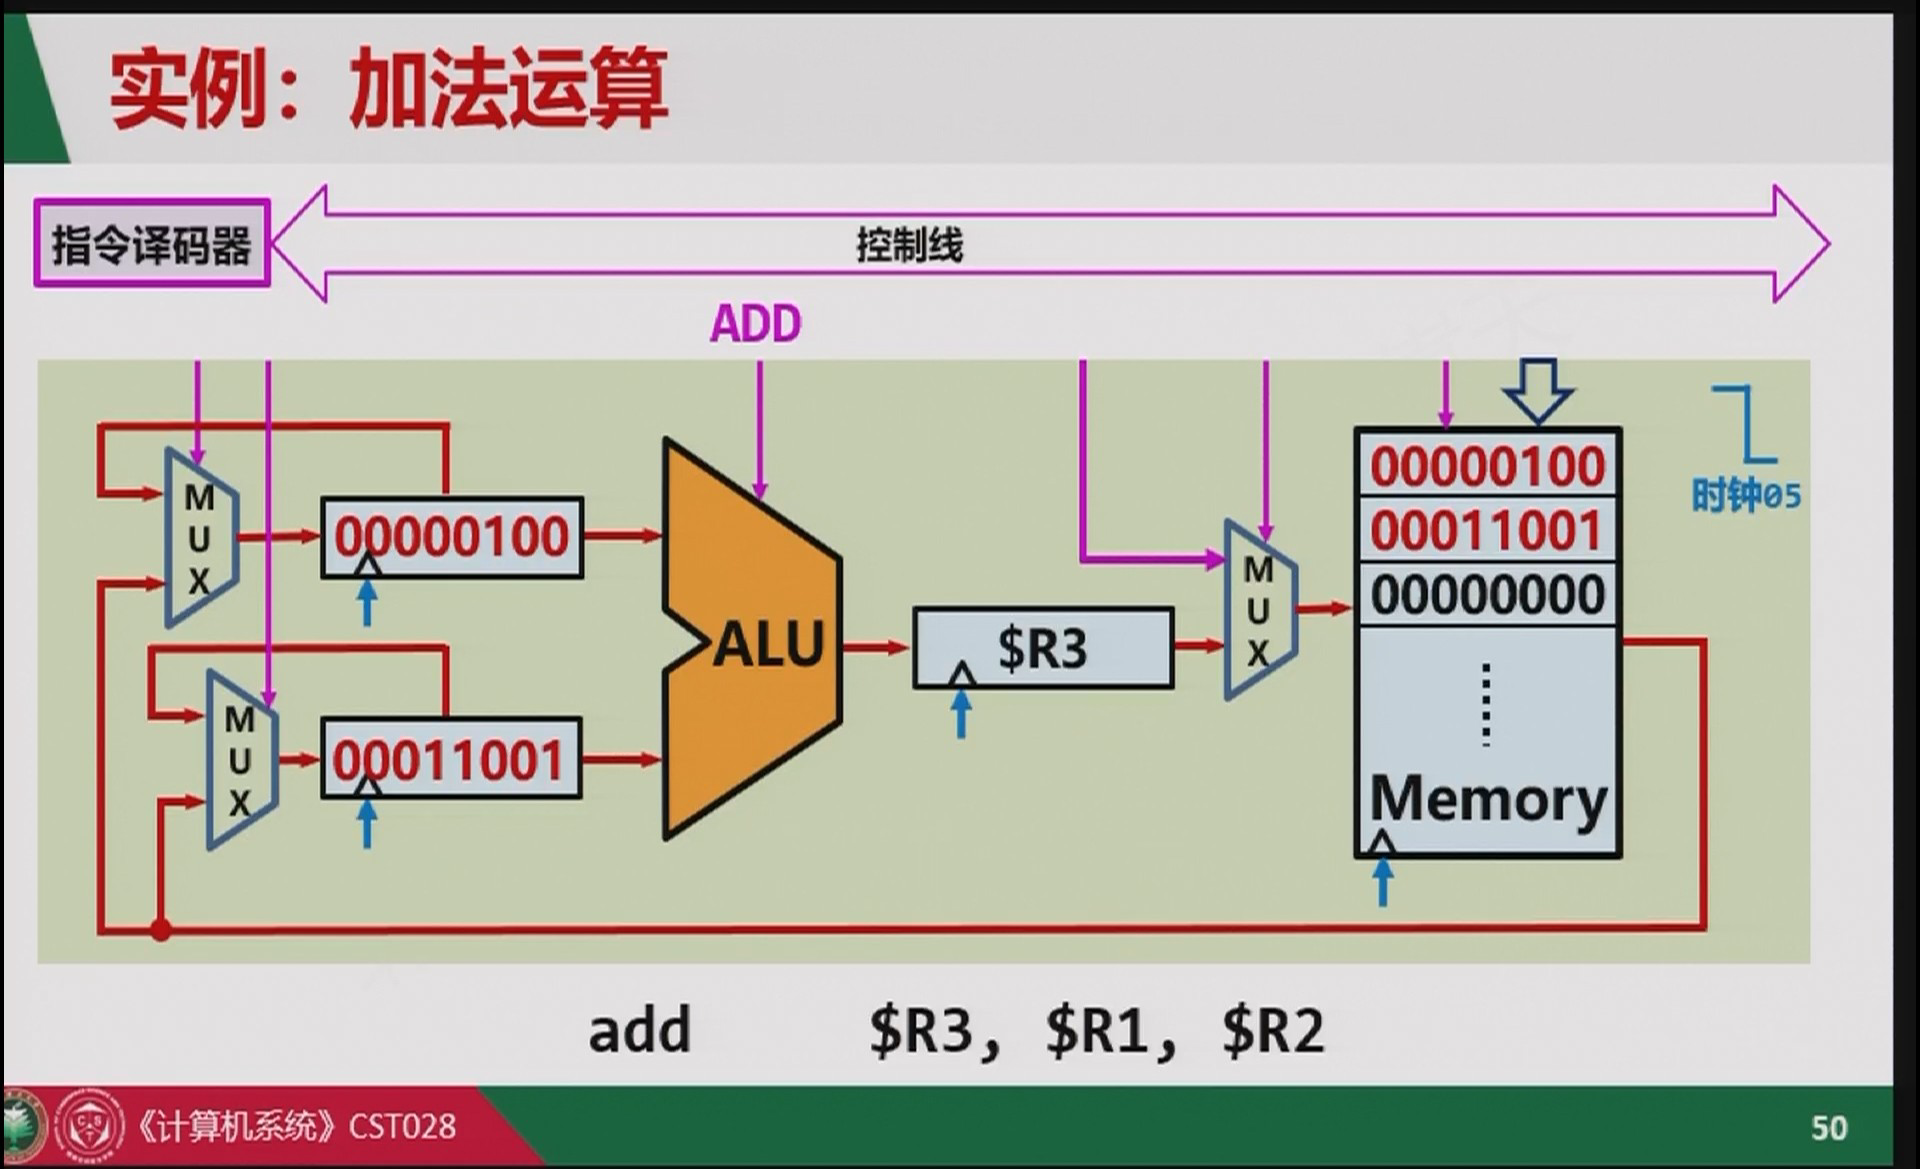 实例：加法运算
指令译码器
控制线
ADD
M
U
X
00000100
M
U
X
00011001
ALU
$R3
M
U
X
00000100
00011001
00000000
Memory
时钟05
add $R3, $R1, $R2
《计算机系统》CST028
50